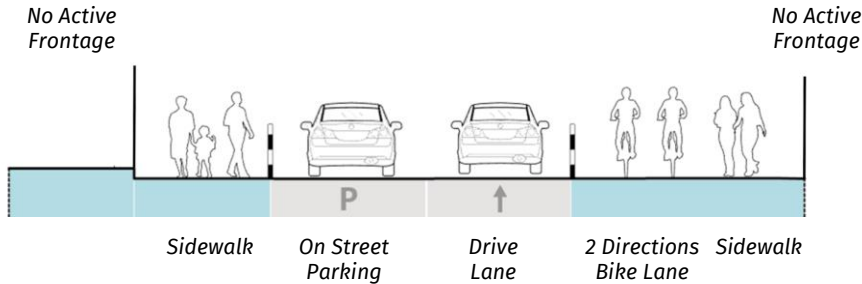 No Active
Frontage
No Active
Frontage
P
Sidewalk
On Street
Parking
Drive
Lane
2 Directions
Bike Lane
Sidewalk